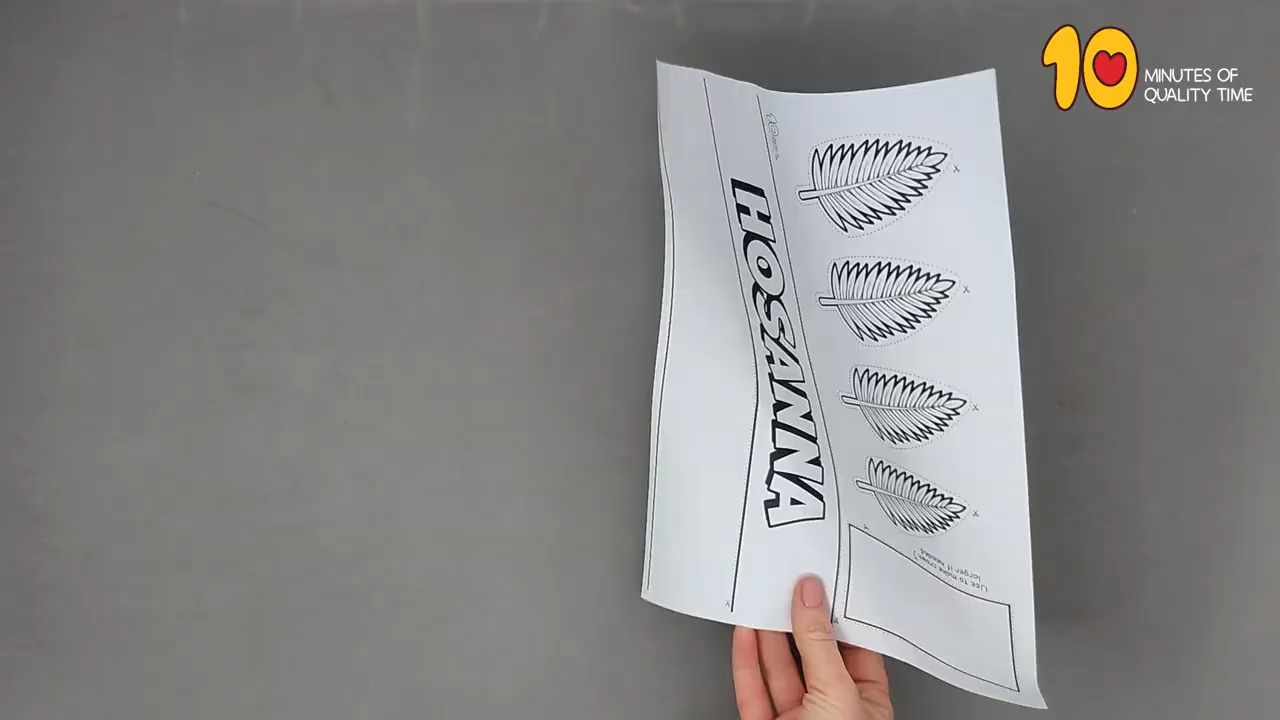 10 MINUTES OF
QUALITY TIME
HOSANNA
Use to make crown
larger if needed